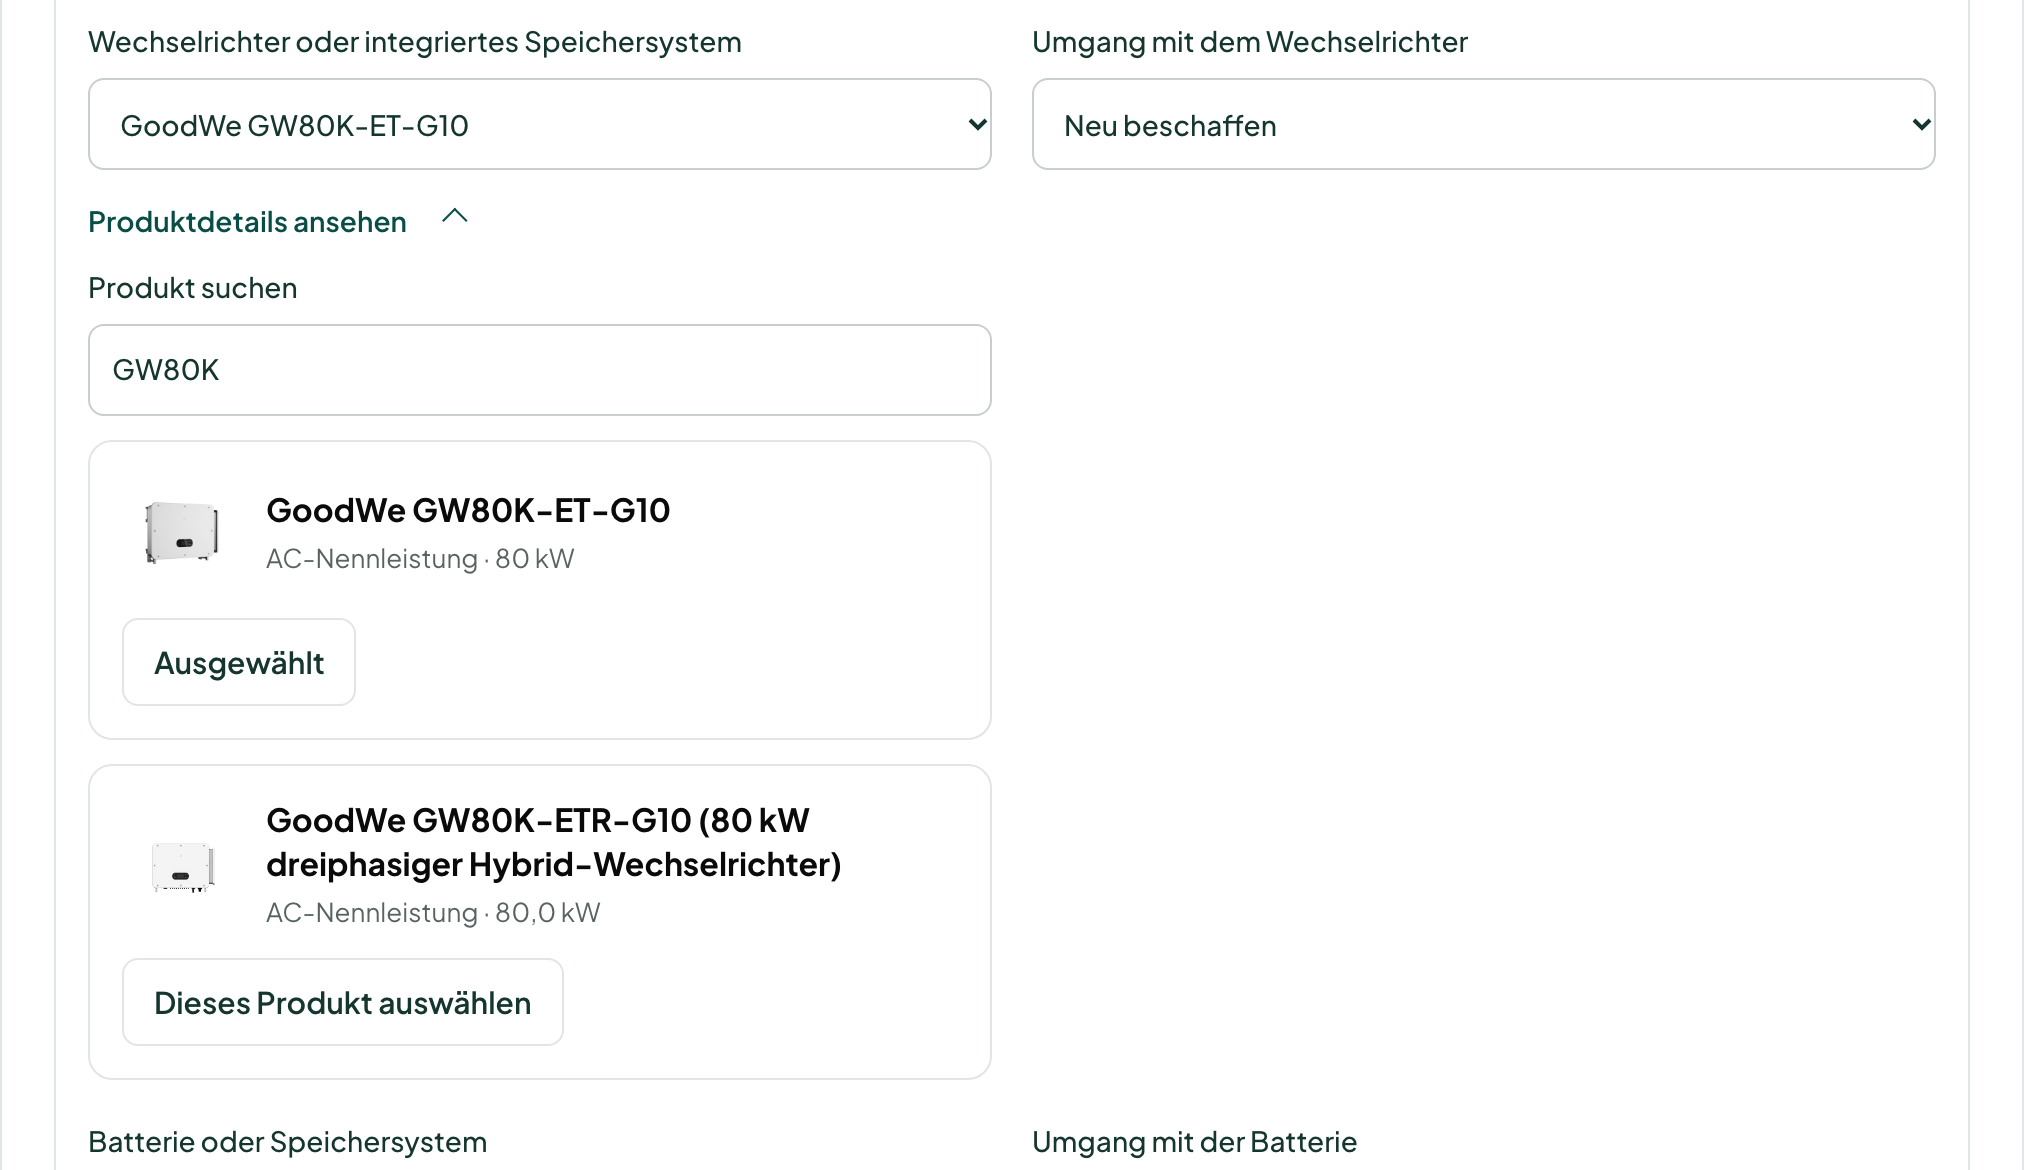 Wechselrichter oder integriertes Speichersystem
Umgang mit dem Wechselrichter
GoodWe GW80K-ET-G10
Neu beschaffen
Produktdetails ansehen
Produkt suchen
GW80K
GoodWe GW80K-ET-G10
AC-Nennleistung · 80 kW
Ausgewählt
GoodWe GW80K-ETR-G10 (80 kW
dreiphasiger Hybrid-Wechselrichter)
AC-Nennleistung · 80,0 kW
Dieses Produkt auswählen
Batterie oder Speichersystem
Umgang mit der Batterie